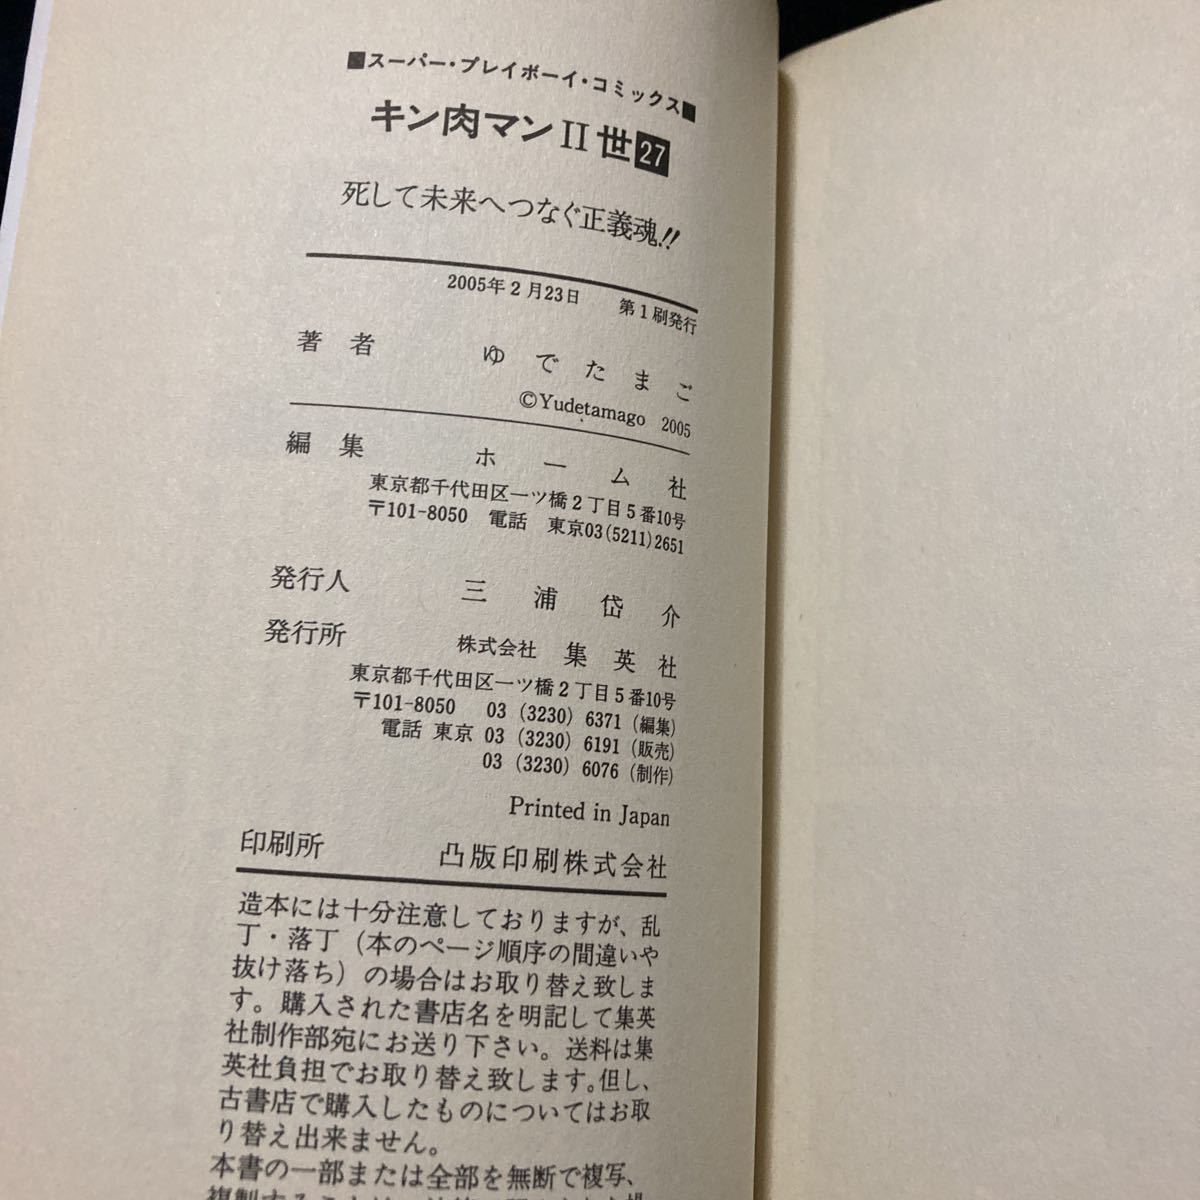 ■スーパー・プレイボーイ・コミックス■
キン肉マンII世27
死して未来へつなぐ正義魂!!
2005年2月23日　第1刷発行
著者　ゆでたまご
©Yudetamago 2005
編集　ホーム社
東京都千代田区一ツ橋2丁目5番10号
〒101-8050　電話　東京03(5211)2651
発行人　三浦岱介
発行所　株式会社 集英社
東京都千代田区一ツ橋2丁目5番10号
〒101-8050　03 (3230) 6371 (編集)
電話 東京 03 (3230) 6191 (販売)
03 (3230) 6076 (制作)
Printed in Japan
印刷所　凸版印刷株式会社
造本には十分注意しておりますが、乱
丁・落丁（本のページ順序の間違いや
抜け落ち）の場合はお取り替え致しま
す。購入された書店名を明記して集英
社制作部宛にお送り下さい。送料は集
英社負担でお取り替え致します。但し、
古書店で購入したものについてはお取
り替え出来ません。
本書の一部または全部を無断で複写、